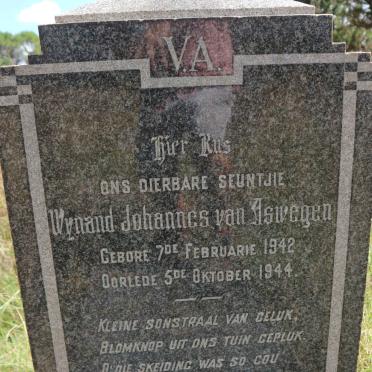 V.A.
Hier Rus
ONS DIERBARE SEUNTJIE
Wynand Johannes van Aswegen
GEBORE 7DE FEBRUARIE 1942
OORLEDE 5DE OKTOBER 1944.
KLEINE SONSTRAAL VAN GELUK,
BLOMKNOP UIT ONS TUIN GEPLUK.
O! DIE SKEIDING WAS SO GOU